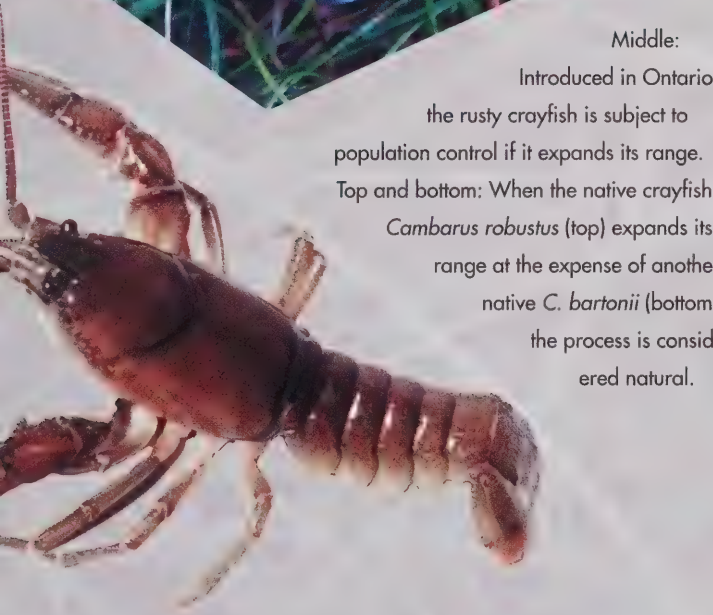 Middle:
Introduced in Ontario
the rusty crayfish is subject to
population control if it expands its range.
Top and bottom: When the native crayfish
Cambarus robustus (top) expands its
range at the expense of anothe
native C. bartonii (bottom
the process is consid
ered natural.